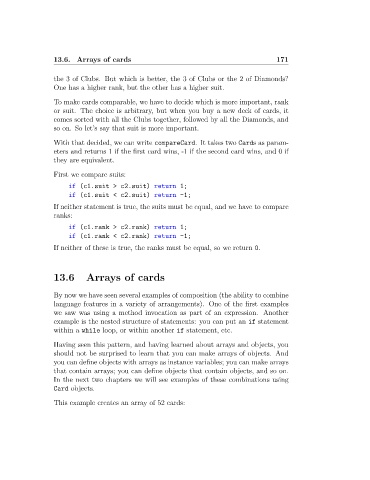 13.6. Arrays of cards 171
the 3 of Clubs. But which is better, the 3 of Clubs or the 2 of Diamonds?
One has a higher rank, but the other has a higher suit.
To make cards comparable, we have to decide which is more important, rank
or suit. The choice is arbitrary, but when you buy a new deck of cards, it
comes sorted with all the Clubs together, followed by all the Diamonds, and
so on. So let's say that suit is more important.
With that decided, we can write compareCard. It takes two Cards as param-
eters and returns 1 if the first card wins, -1 if the second card wins, and 0 if
they are equivalent.
First we compare suits:
if (c1.suit > c2.suit) return 1;
if (c1.suit < c2.suit) return -1;
If neither statement is true, the suits must be equal, and we have to compare
ranks:
if (c1.rank > c2.rank) return 1;
if (c1.rank < c2.rank) return -1;
If neither of these is true, the ranks must be equal, so we return 0.
13.6 Arrays of cards
By now we have seen several examples of composition (the ability to combine
language features in a variety of arrangements). One of the first examples
we saw was using a method invocation as part of an expression. Another
example is the nested structure of statements: you can put an if statement
within a while loop, or within another if statement, etc.
Having seen this pattern, and having learned about arrays and objects, you
should not be surprised to learn that you can make arrays of objects. And
you can define objects with arrays as instance variables; you can make arrays
that contain arrays; you can define objects that contain objects, and so on.
In the next two chapters we will see examples of these combinations using
Card objects.
This example creates an array of 52 cards: